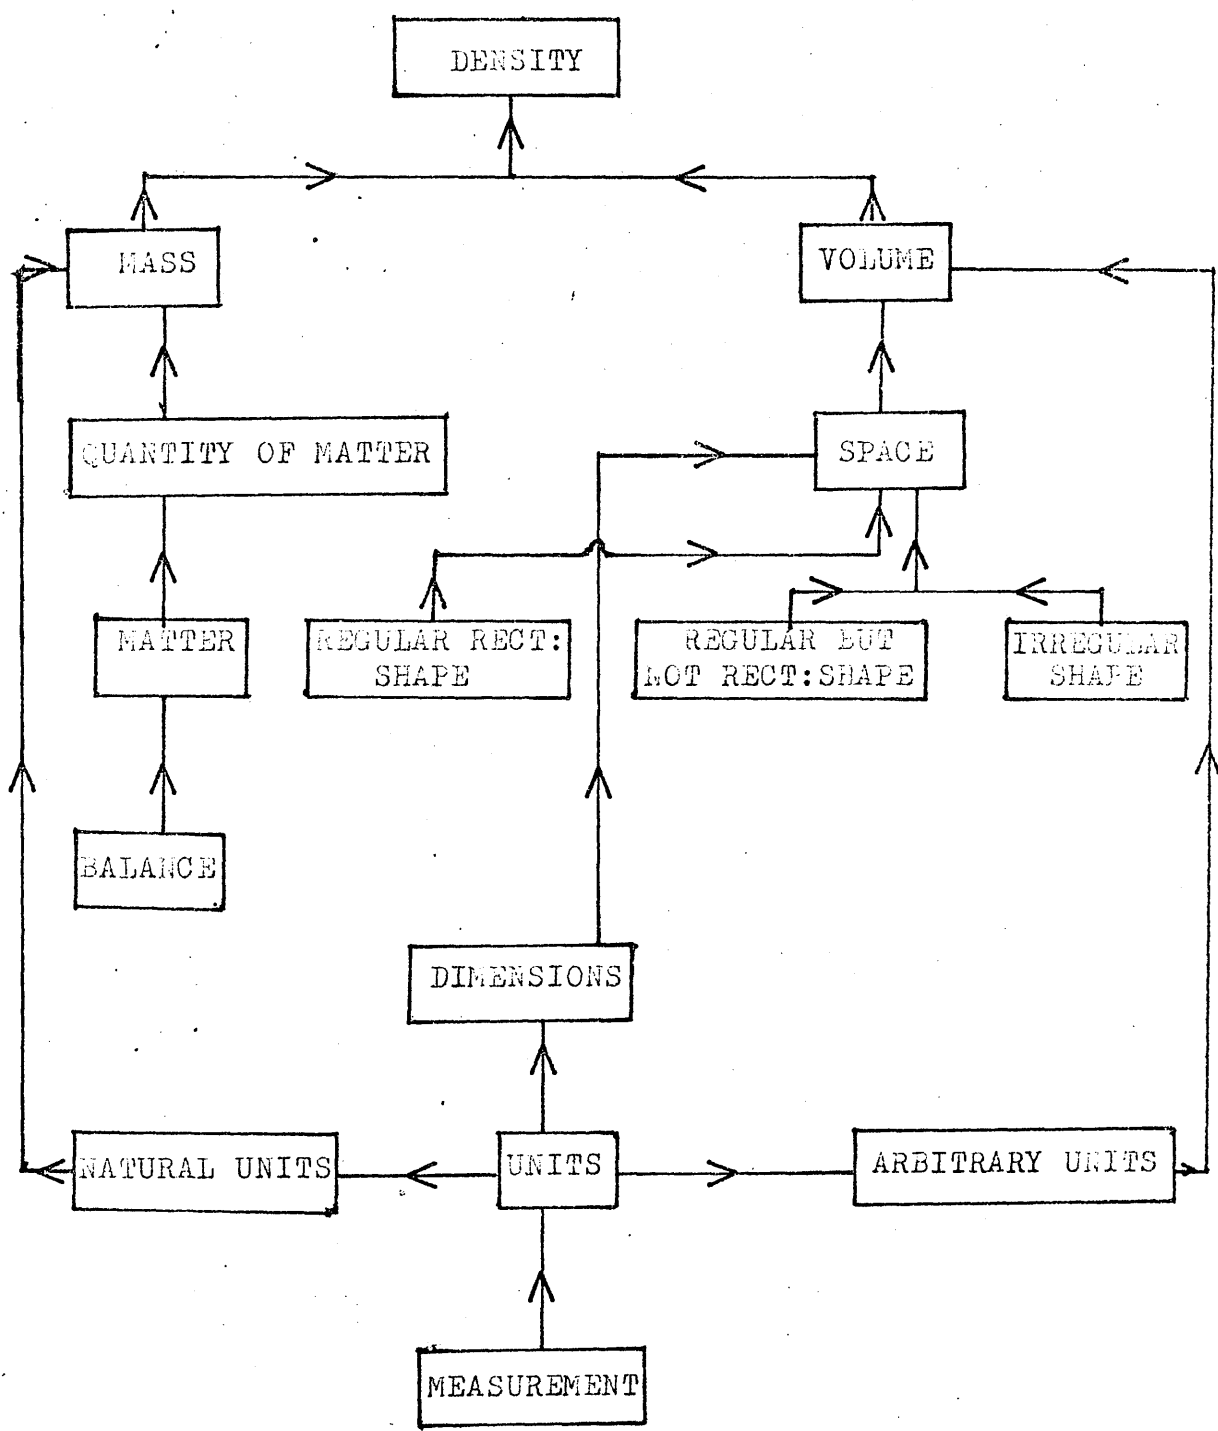 DENSITY
MASS
VOLUME
QUANTITY OF MATTER
SPACE
MATTER
REGULAR RECT:
SHAPE
REGULAR BUT
NOT RECT:SHAPE
IRREGULAR
SHAPE
BALANCE
DIMENSIONS
NATURAL UNITS
UNITS
ARBITRARY UNITS
MEASUREMENT